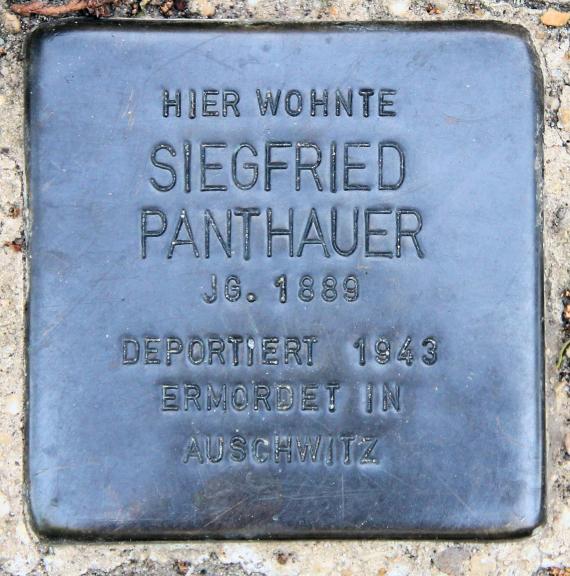 HIER WOHNTE
SIEGFRIED
PANTHAUER
JG. 1889
DEPORTIERT 1943
ERMORDET IN
AUSCHWITZ